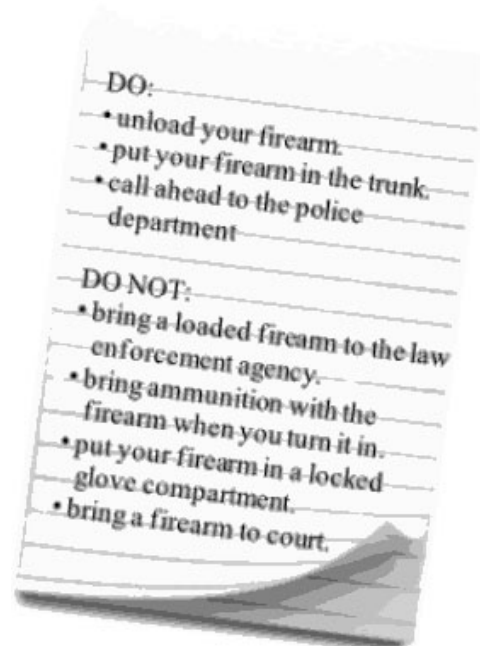 DO:
• unload your firearm.
• put your firearm in the trunk.
• call ahead to the police
department
DO NOT:
• bring a loaded firearm to the law
enforcement agency.
• bring ammunition with the
firearm when you turn it in.
• put your firearm in a locked
glove compartment.
• bring a firearm to court.